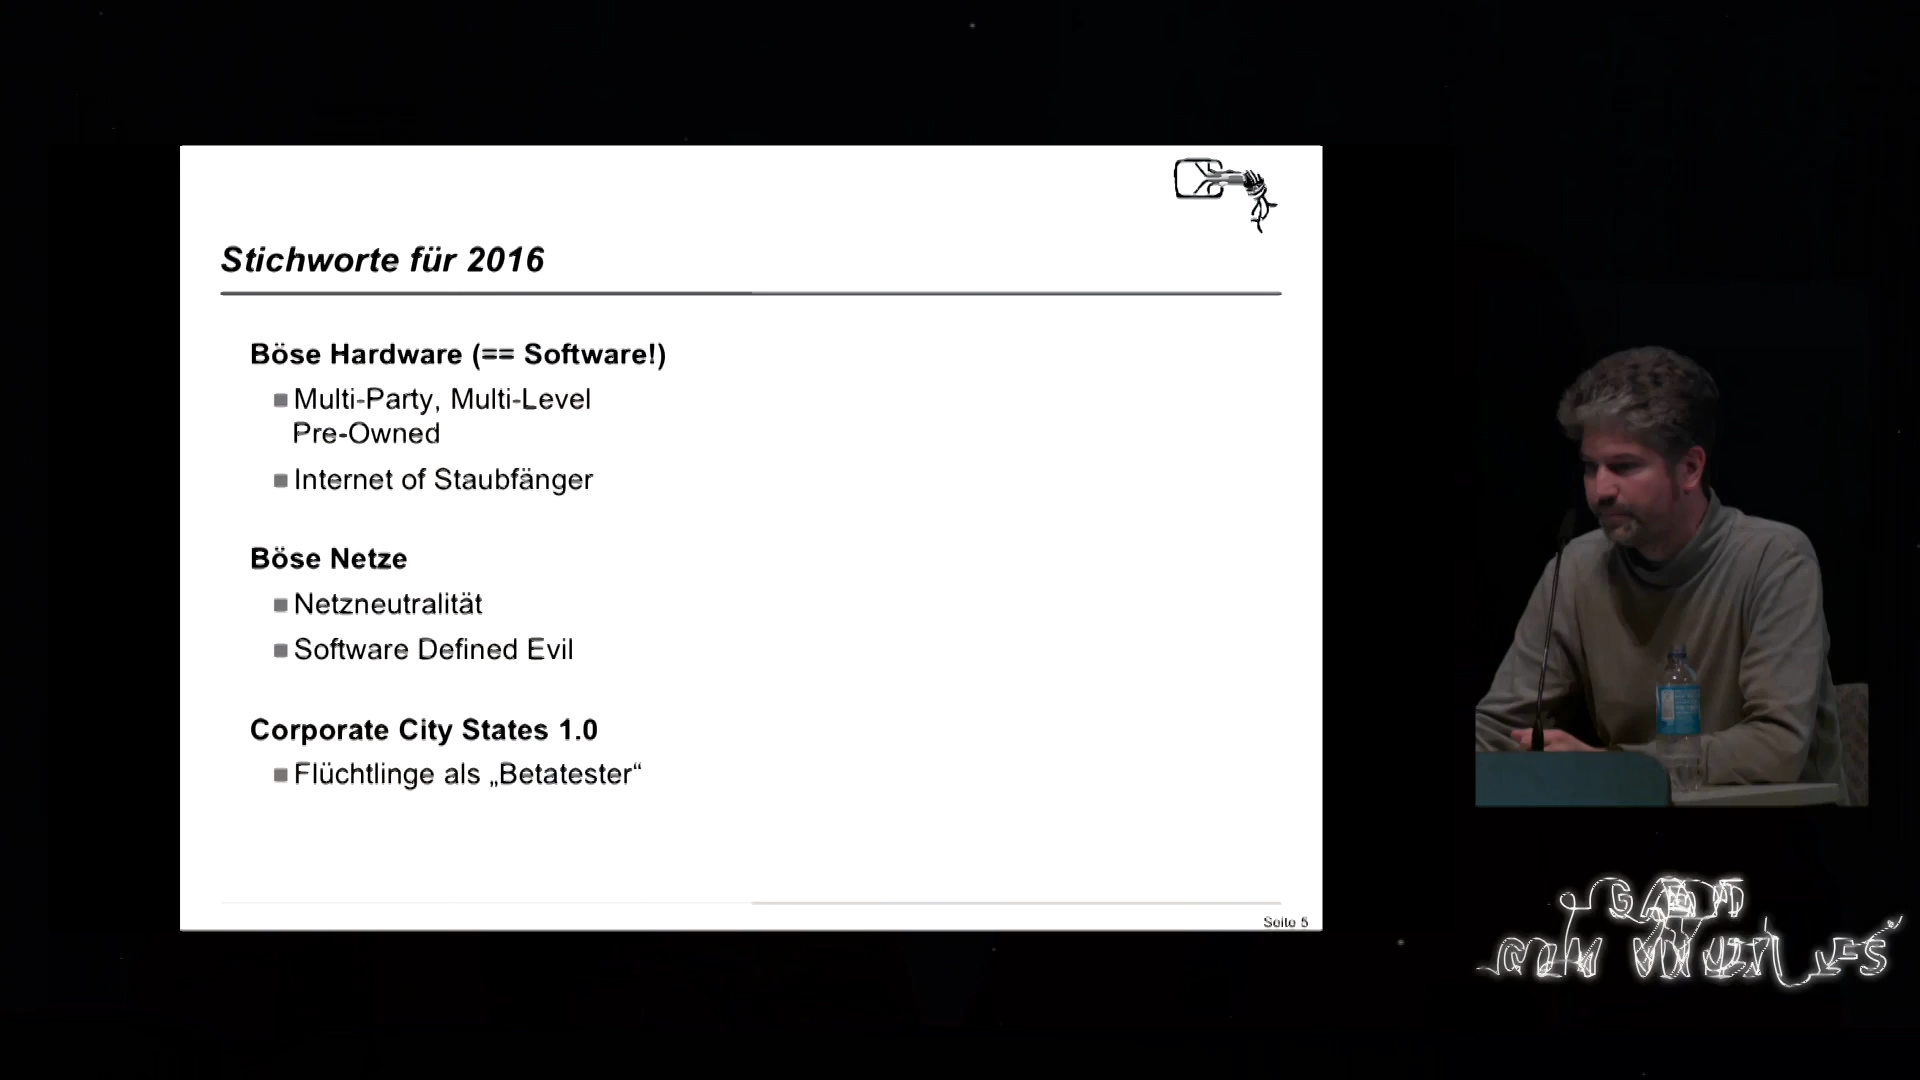 Stichworte für 2016
Böse Hardware (== Software!)
Multi-Party, Multi-Level
Pre-Owned
Internet of Staubfänger
Böse Netze
Netzneutralität
Software Defined Evil
Corporate City States 1.0
Flüchtlinge als „Betatester“
Seite 5